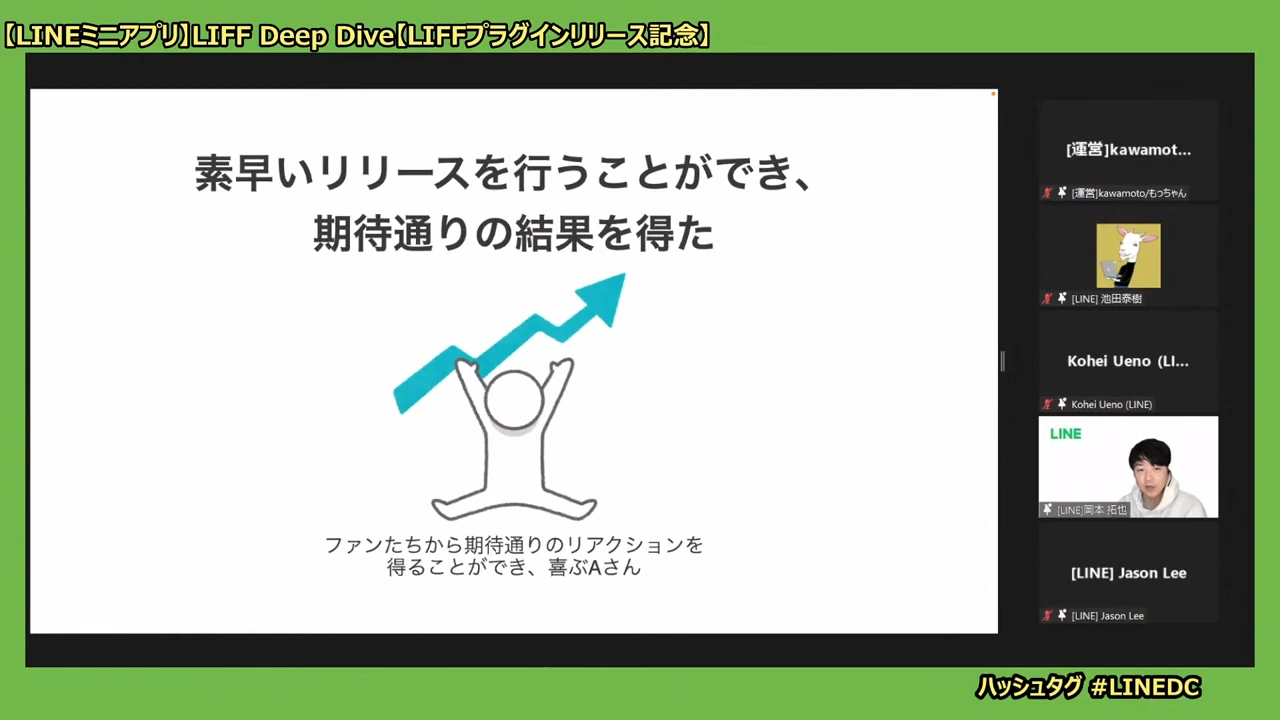 【LINEミニアプリ】LIFF Deep Dive【LIFFプラグインリリース記念】
素早いリリースを行うことができ、
期待通りの結果を得た
ファンたちから期待通りのリアクションを
得ることができ、喜ぶAさん
[運営]kawamot...
[運営]kawamoto/もっちゃん
[LINE] 池田泰樹
Kohei Ueno (LI...
Kohei Ueno (LINE)
LINE
[LINE]岡本 拓也
[LINE] Jason Lee
[LINE] Jason Lee
ハッシュタグ #LINEDC